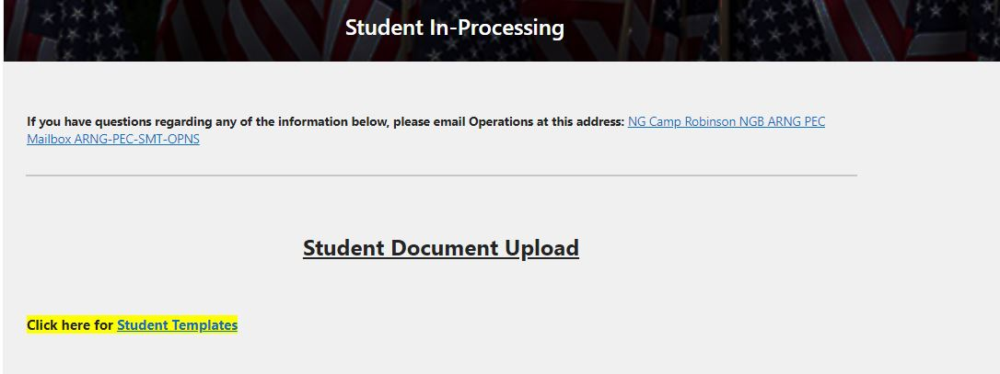 Student In-Processing
If you have questions regarding any of the information below, please email Operations at this address: NG Camp Robinson NGB ARNG PEC
Mailbox ARNG-PEC-SMT-OPNS
Student Document Upload
Click here for Student Templates